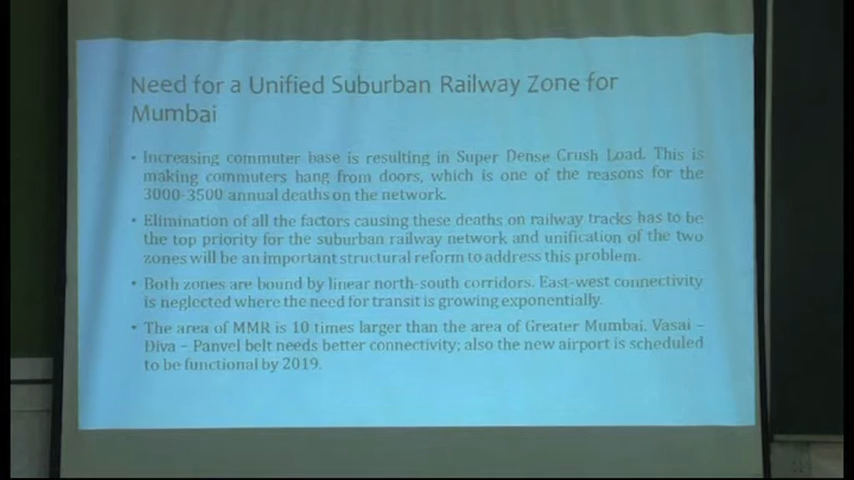 Need for a Unified Suburban Railway Zone for
Mumbai
• Increasing commuter base is resulting in Super Dense Crush Load. This is
making commuters hang from doors, which is one of the reasons for the
3000-3500 annual deaths on the network.
• Elimination of all the factors causing these deaths on railway tracks has to be
the top priority for the suburban railway network and unification of the two
zones will be an important structural reform to address this problem.
• Both zones are bound by linear north-south corridors. East-west connectivity
is neglected where the need for transit is growing exponentially.
• The area of MMR is 10 times larger than the area of Greater Mumbai. Vasai –
Diva – Panvel belt needs better connectivity; also the new airport is scheduled
to be functional by 2019.